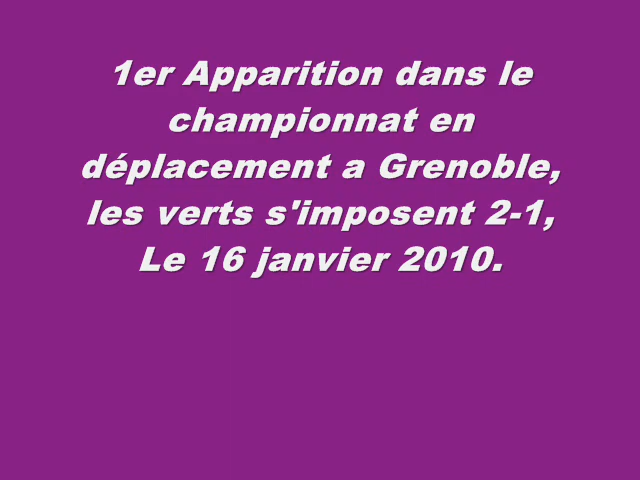 1er Apparition dans le
championnat en
déplacement a Grenoble,
les verts s'imposent 2-1,
Le 16 janvier 2010.